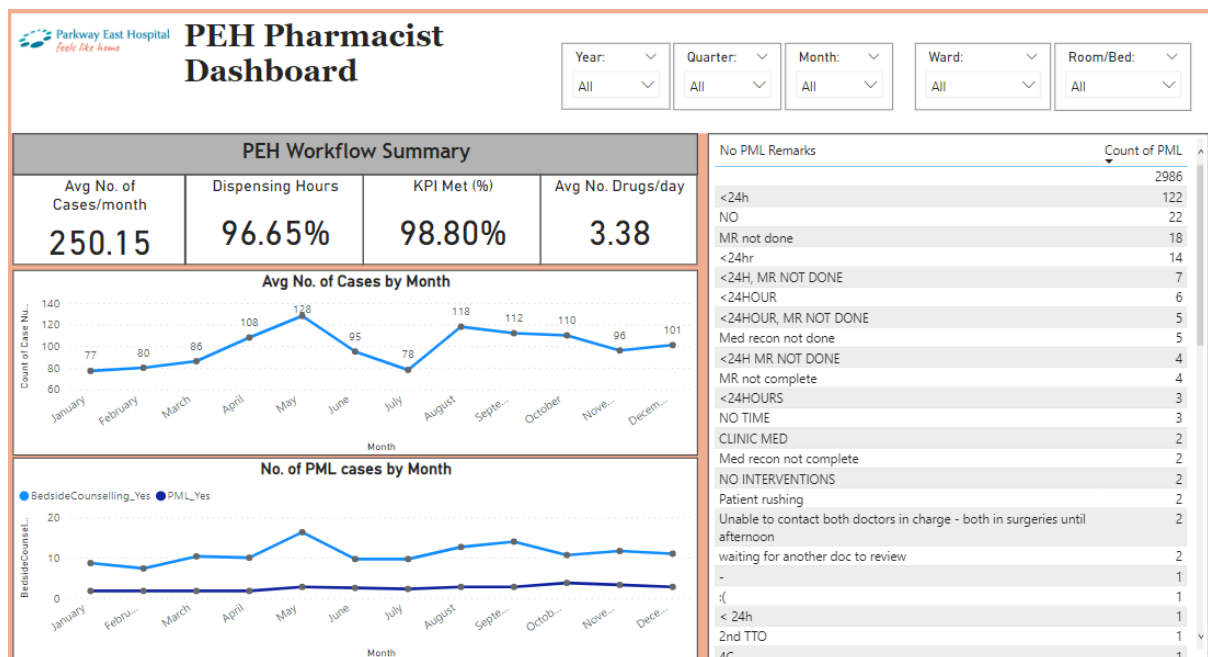 Parkway East Hospital
feels like home
PEH Pharmacist
Dashboard
Year:
All
Quarter:
All
Month:
All
Ward:
All
Room/Bed:
All
PEH Workflow Summary
Avg No. of
Cases/month
250.15
Dispensing Hours
96.65%
KPI Met (%)
98.80%
Avg No. Drugs/day
3.38
Avg No. of Cases by Month
Count of Case Nu...
140
120
100
80
60
77
80
86
108
128
95
78
118
112
110
96
101
January
February
March
April
May
June
July
August
Septe...
October
Nove...
Decem...
Month
No. of PML cases by Month
BedsideCounselling_Yes PML_Yes
BedsideCounsel...
20
10
0
January
Febru...
March
April
May
June
July
August
Septe...
Octob...
Nove...
Dece...
Month
No PML Remarks Count of PML
2986
<24h 122
NO 22
MR not done 18
<24hr 14
<24H, MR NOT DONE 7
<24HOUR 6
<24HOUR, MR NOT DONE 5
Med recon not done 5
<24H MR NOT DONE 4
MR not complete 4
<24HOURS 3
NO TIME 3
CLINIC MED 2
Med recon not complete 2
NO INTERVENTIONS 2
Patient rushing 2
Unable to contact both doctors in charge - both in surgeries until 2
afternoon
waiting for another doc to review 2
- 1
:( 1
< 24h 1
2nd TTO 1